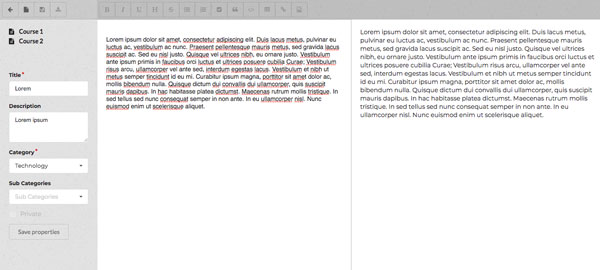 Course 1
Course 2
Title *
Lorem
Description
Lorem ipsum
Category *
Technology
Sub Categories
Sub Categories
Private
Save properties
B I U H S
Lorem ipsum dolor sit amet, consectetur adipiscing elit. Duis lacus metus, pulvinar eu
luctus ac, vestibulum ac nunc. Praesent pellentesque mauris metus, sed gravida lacus
suscipit ac. Sed eu nisl justo. Quisque vel ultrices nibh, eu ornare justo. Vestibulum
ante ipsum primis in faucibus orci luctus et ultrices posuere cubilia Curae; Vestibulum
risus arcu, ullamcorper vel ante sed, interdum egestas lacus. Vestibulum et nibh ut
metus semper tincidunt id eu mi. Curabitur ipsum magna, porttitor sit amet dolor ac,
mollis bibendum nulla. Quisque dictum dui convallis dui ullamcorper, quis suscipit
mauris dapibus. In hac habitasse platea dictumst. Maecenas rutrum mollis tristique. In
sed tellus sed nunc consequat semper in non ante. In eu ullamcorper nisl. Nunc
euismod enim ut scelerisque aliquet.
Lorem ipsum dolor sit amet, consectetur adipiscing elit. Duis lacus metus,
pulvinar eu luctus ac, vestibulum ac nunc. Praesent pellentesque mauris
metus, sed gravida lacus suscipit ac. Sed eu nisl justo. Quisque vel ultrices
nibh, eu ornare justo. Vestibulum ante ipsum primis in faucibus orci luctus et
ultrices posuere cubilia Curae; Vestibulum risus arcu, ullamcorper vel ante
sed, interdum egestas lacus. Vestibulum et nibh ut metus semper tincidunt
id eu mi. Curabitur ipsum magna, porttitor sit amet dolor ac, mollis
bibendum nulla. Quisque dictum dui convallis dui ullamcorper, quis suscipit
mauris dapibus. In hac habitasse platea dictumst. Maecenas rutrum mollis
tristique. In sed tellus sed nunc consequat semper in non ante. In eu
ullamcorper nisl. Nunc euismod enim ut scelerisque aliquet.